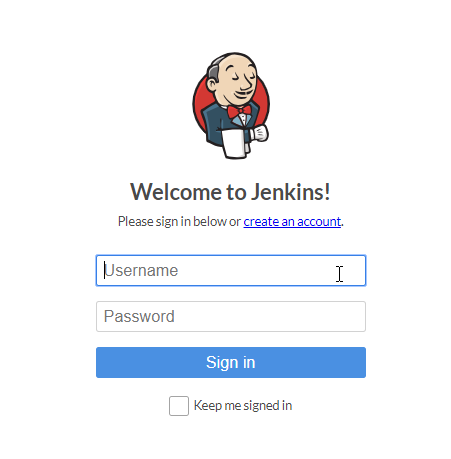 Welcome to Jenkins!
Please sign in below or create an account.
Username
Password
Sign in
Keep me signed in